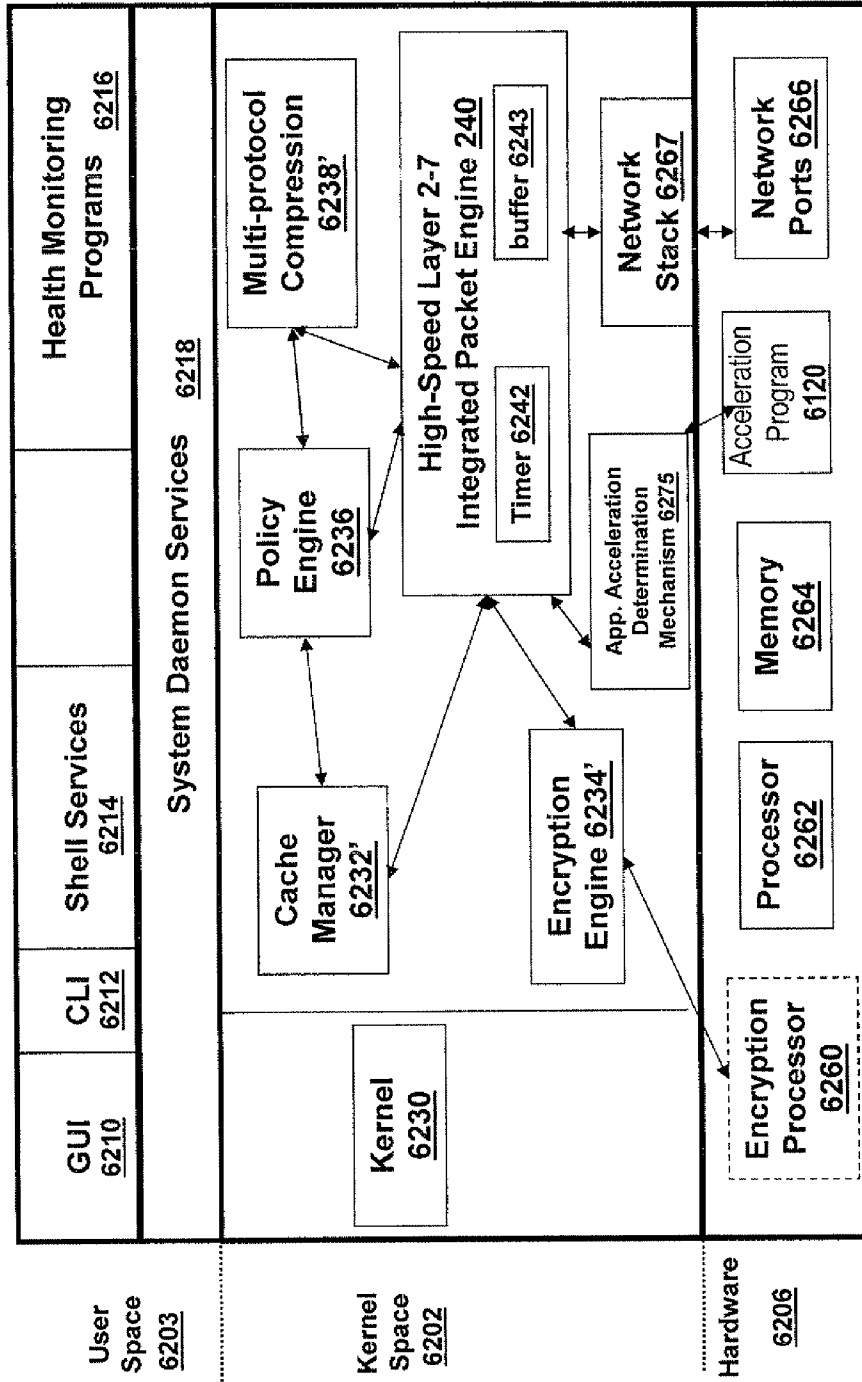 User
Space
6203
GUI
6210
CLI
6212
Shell Services
6214
Health Monitoring
Programs 6216
System Daemon Services 6218
Kernel
Space
6202
Kernel
6230
Cache
Manager
6232'
Policy
Engine
6236
Multi-protocol
Compression
6238'
High-Speed Layer 2-7
Integrated Packet Engine 240
Timer 6242
buffer 6243
Encryption
Engine 6234'
App. Acceleration
Determination
Mechanism 6275
Network
Stack 6267
Hardware
6206
Encryption
Processor
6260
Processor
6262
Memory
6264
Acceleration
Program
6120
Network
Ports 6266